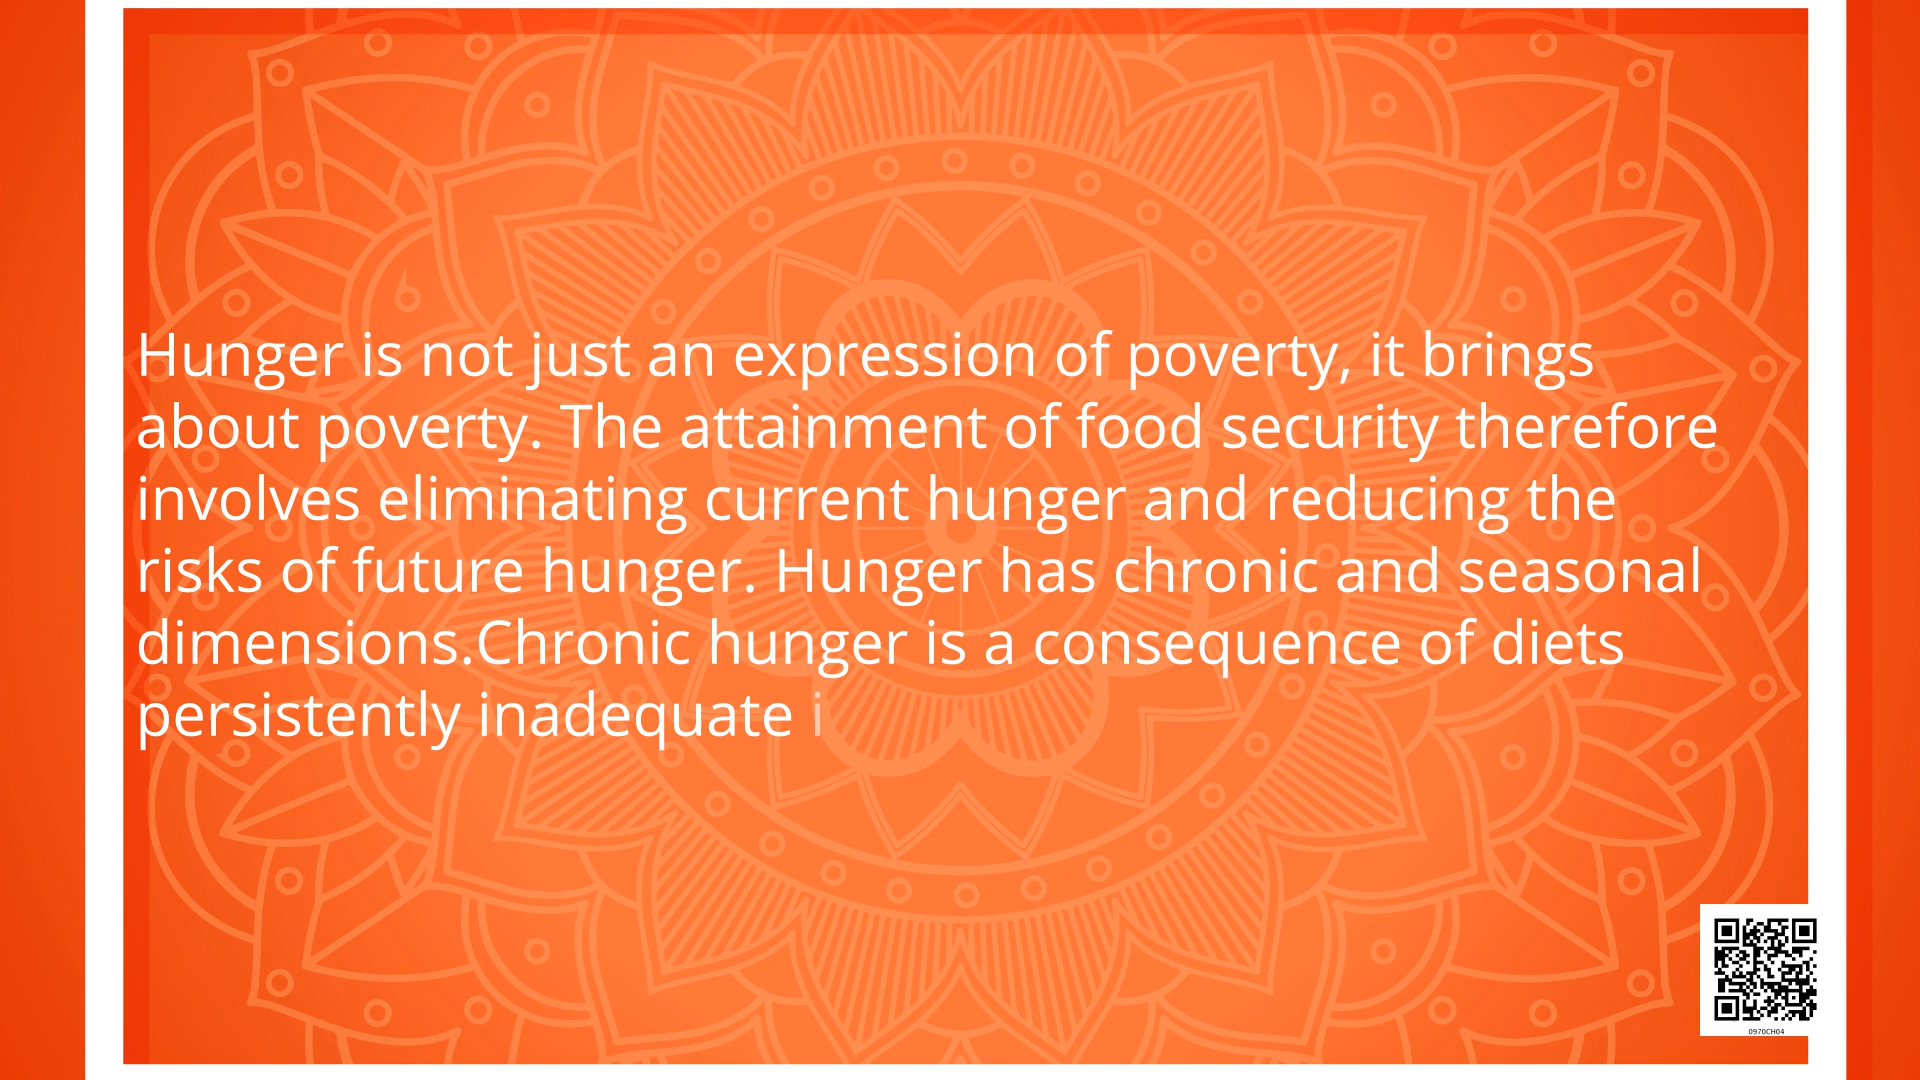 Hunger is not just an expression of poverty, it brings
about poverty. The attainment of food security therefore
involves eliminating current hunger and reducing the
risks of future hunger. Hunger has chronic and seasonal
dimensions.Chronic hunger is a consequence of diets
persistently inadequate i
0970CH04